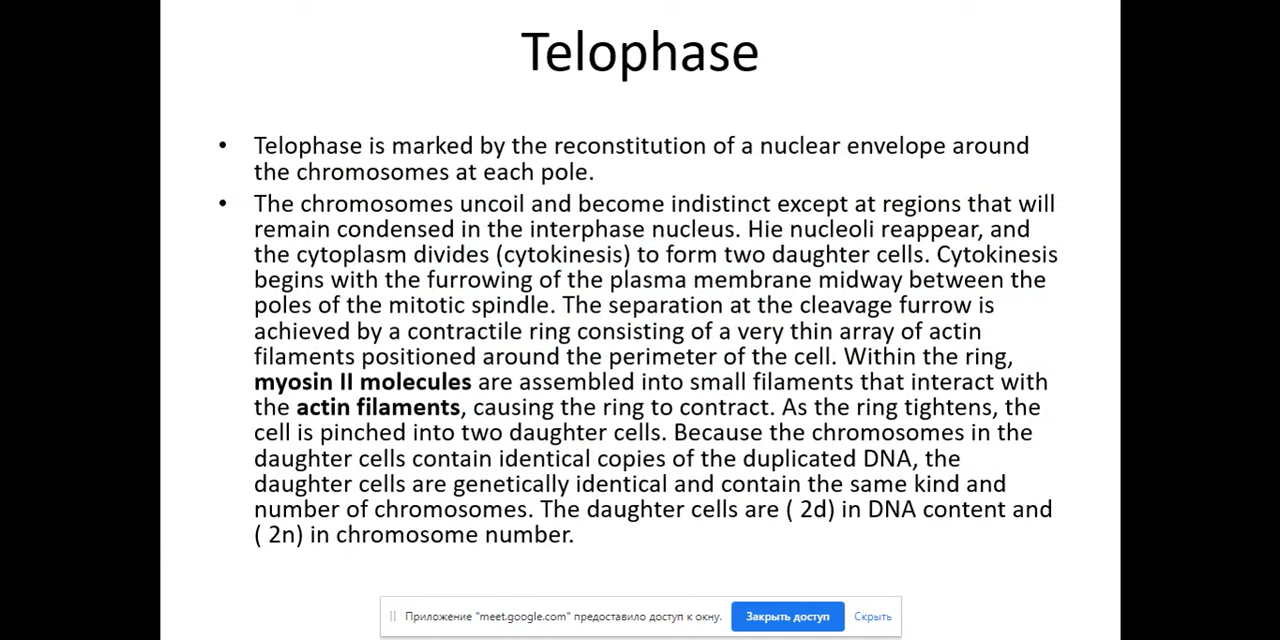 Telophase
• Telophase is marked by the reconstitution of a nuclear envelope around
the chromosomes at each pole.
• The chromosomes uncoil and become indistinct except at regions that will
remain condensed in the interphase nucleus. Hie nucleoli reappear, and
the cytoplasm divides (cytokinesis) to form two daughter cells. Cytokinesis
begins with the furrowing of the plasma membrane midway between the
poles of the mitotic spindle. The separation at the cleavage furrow is
achieved by a contractile ring consisting of a very thin array of actin
filaments positioned around the perimeter of the cell. Within the ring,
myosin II molecules are assembled into small filaments that interact with
the actin filaments, causing the ring to contract. As the ring tightens, the
cell is pinched into two daughter cells. Because the chromosomes in the
daughter cells contain identical copies of the duplicated DNA, the
daughter cells are genetically identical and contain the same kind and
number of chromosomes. The daughter cells are ( 2d) in DNA content and
( 2n) in chromosome number.
Приложение "meet.google.com" предоставило доступ к окну. Закрыть доступ Скрыть